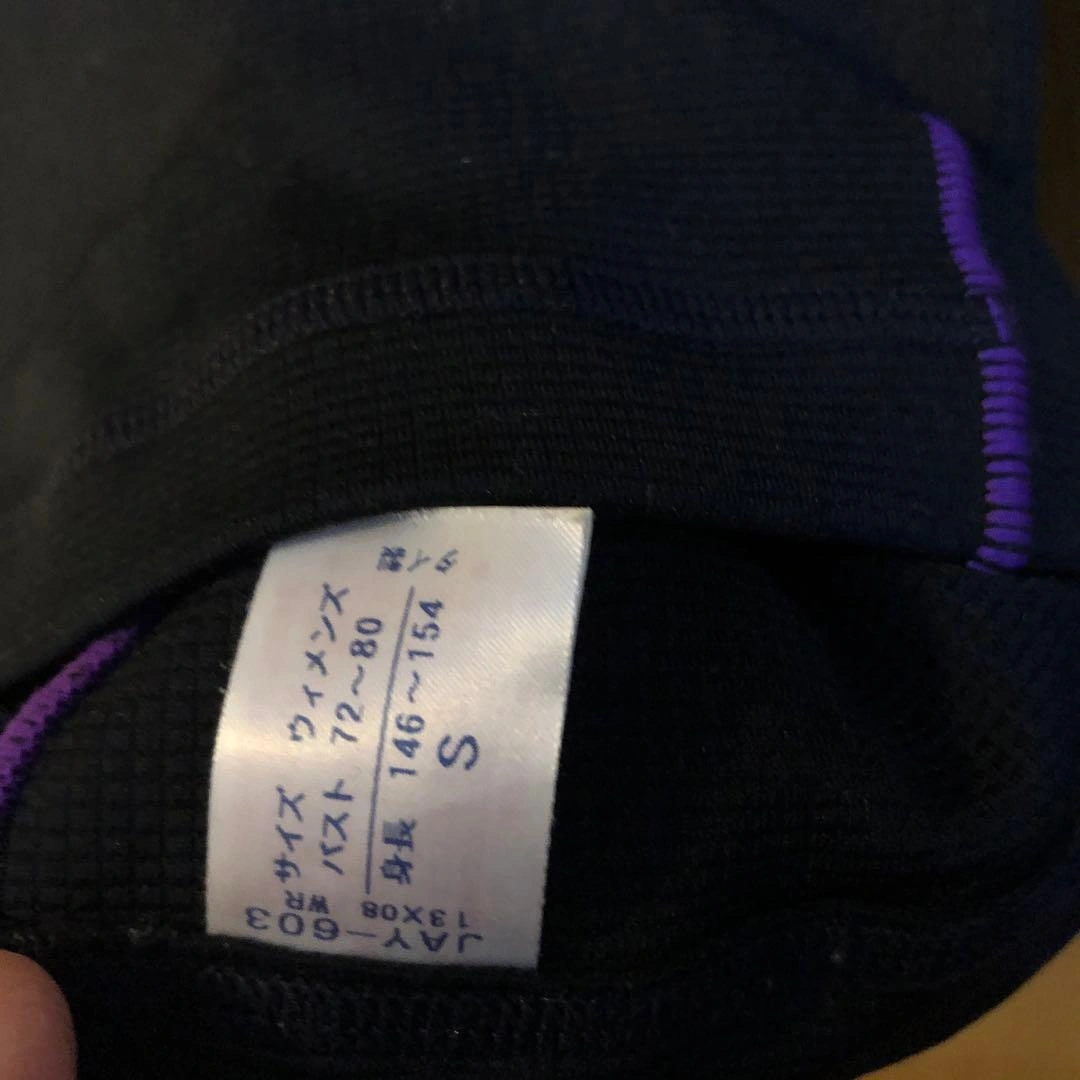 サイズ ウィメンズ
バスト 72～80
身長 146～154
S
JAY-603
WR
13X08